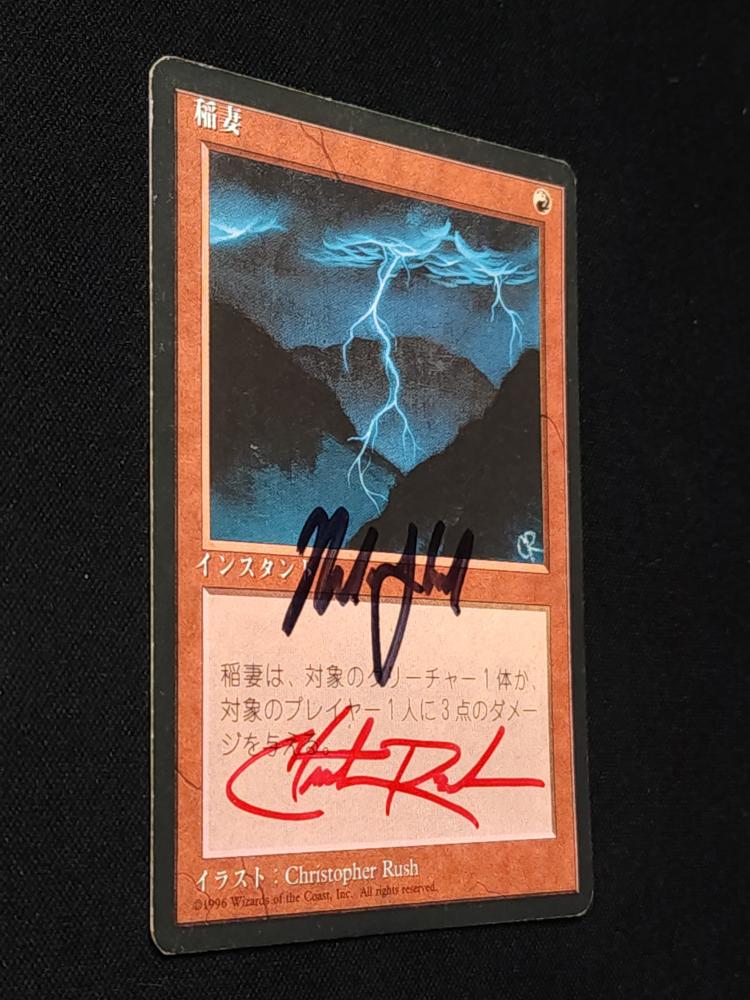 稲妻
CR
インスタント
稲妻は、対象のクリーチャー1体か、
対象のプレイヤー1人に3点のダメー
ジを与える。
Christopher Rush
イラスト：Christopher Rush
©1996 Wizards of the Coast, Inc. All rights reserved.